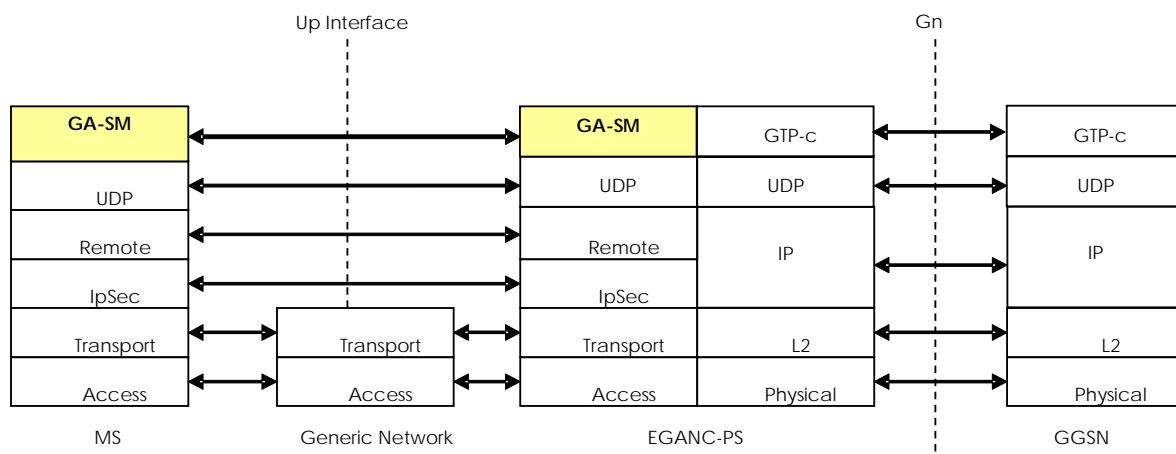 Up Interface
Gn
GA-SM
GA-SM
GTP-c
GTP-c
UDP
UDP
UDP
UDP
Remote
Remote
IP
IP
IpSec
IpSec
Transport
Transport
Transport
L2
L2
Access
Access
Access
Physical
Physical
MS
Generic Network
EGANC-PS
GGSN